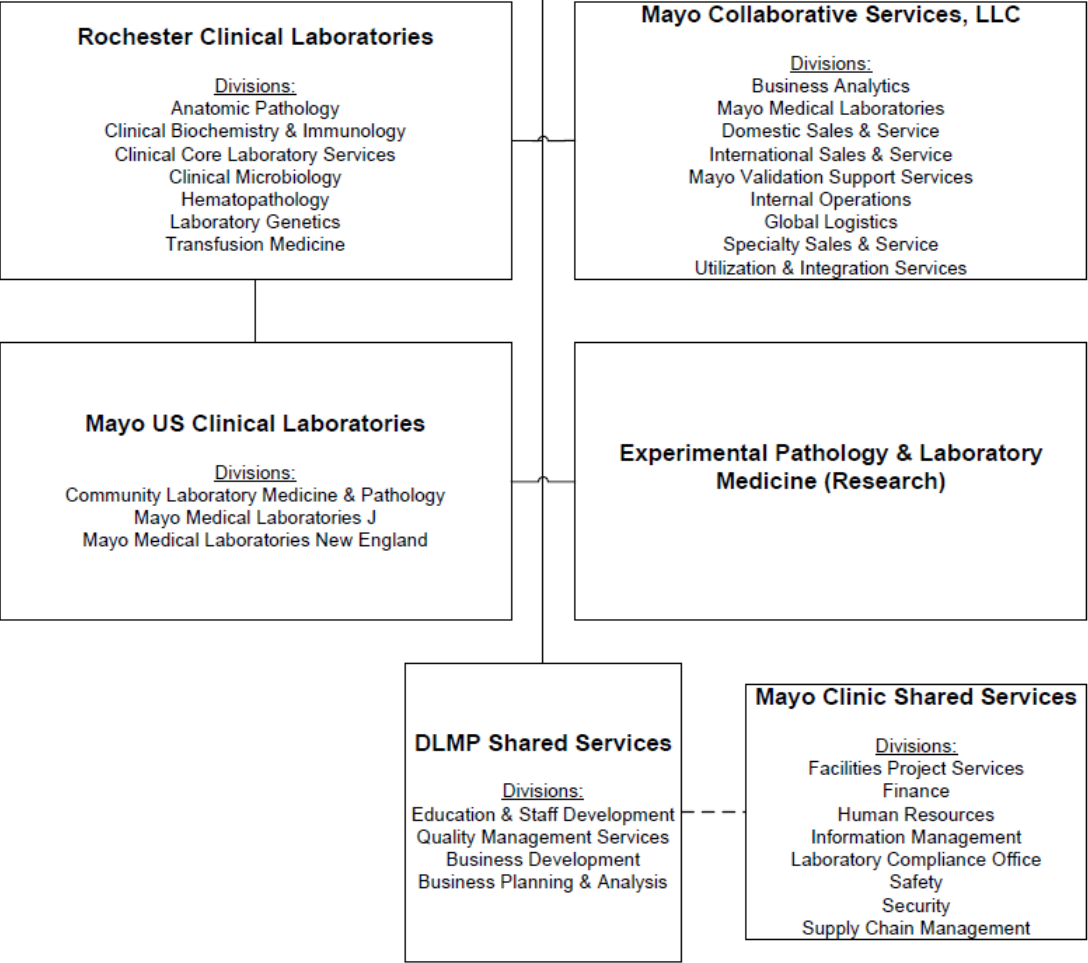 Rochester Clinical Laboratories
Divisions:
Anatomic Pathology
Clinical Biochemistry & Immunology
Clinical Core Laboratory Services
Clinical Microbiology
Hematopathology
Laboratory Genetics
Transfusion Medicine
Mayo Collaborative Services, LLC
Divisions:
Business Analytics
Mayo Medical Laboratories
Domestic Sales & Service
International Sales & Service
Mayo Validation Support Services
Internal Operations
Global Logistics
Specialty Sales & Service
Utilization & Integration Services
Mayo US Clinical Laboratories
Divisions:
Community Laboratory Medicine & Pathology
Mayo Medical Laboratories J
Mayo Medical Laboratories New England
Experimental Pathology & Laboratory
Medicine (Research)
DLMP Shared Services
Divisions:
Education & Staff Development
Quality Management Services
Business Development
Business Planning & Analysis
Mayo Clinic Shared Services
Divisions:
Facilities Project Services
Finance
Human Resources
Information Management
Laboratory Compliance Office
Safety
Security
Supply Chain Management